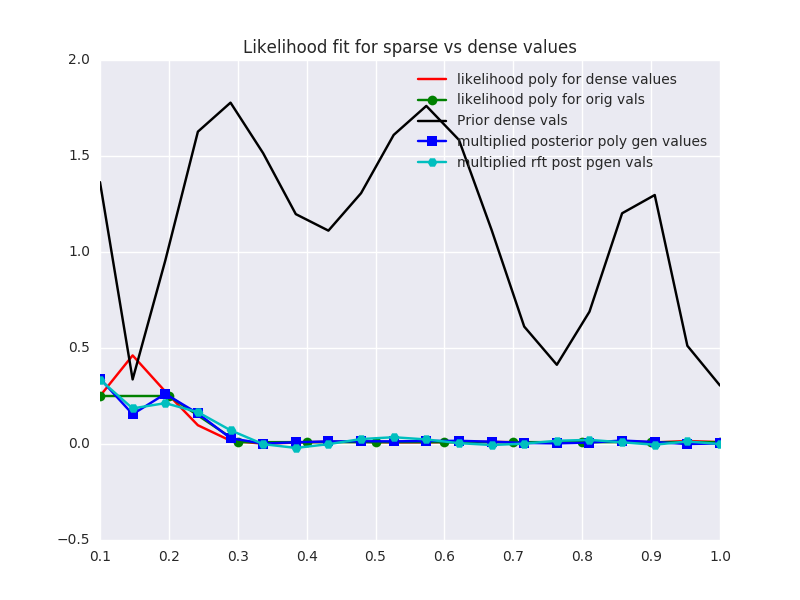 Likelihood fit for sparse vs dense values
2.0
1.5
1.0
0.5
0.0
−0.5
likelihood poly for dense values
likelihood poly for orig vals
Prior dense vals
multiplied posterior poly gen values
multiplied rft post pgen vals
0.1 0.2 0.3 0.4 0.5 0.6 0.7 0.8 0.9 1.0